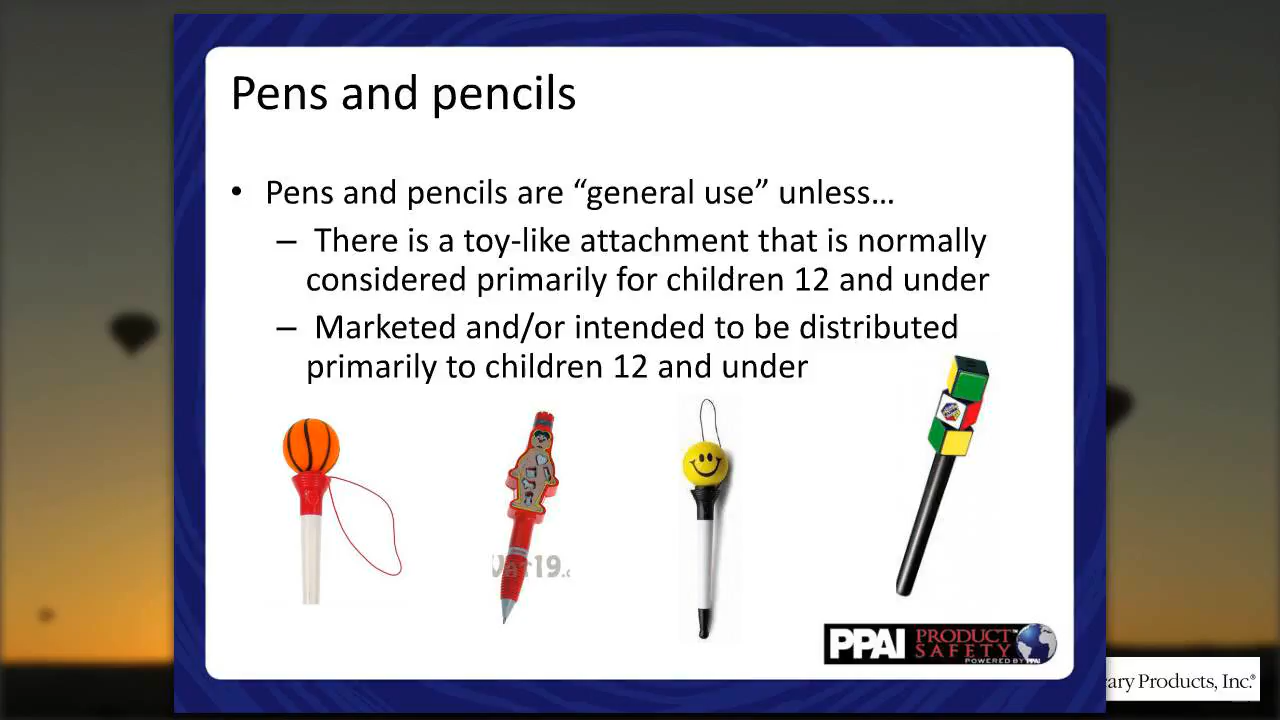 Pens and pencils
• Pens and pencils are “general use” unless…
– There is a toy-like attachment that is normally
considered primarily for children 12 and under
– Marketed and/or intended to be distributed
primarily to children 12 and under
PPAI PRODUCT™
SAFETY
POWERED BY PPAI
Products, Inc.®